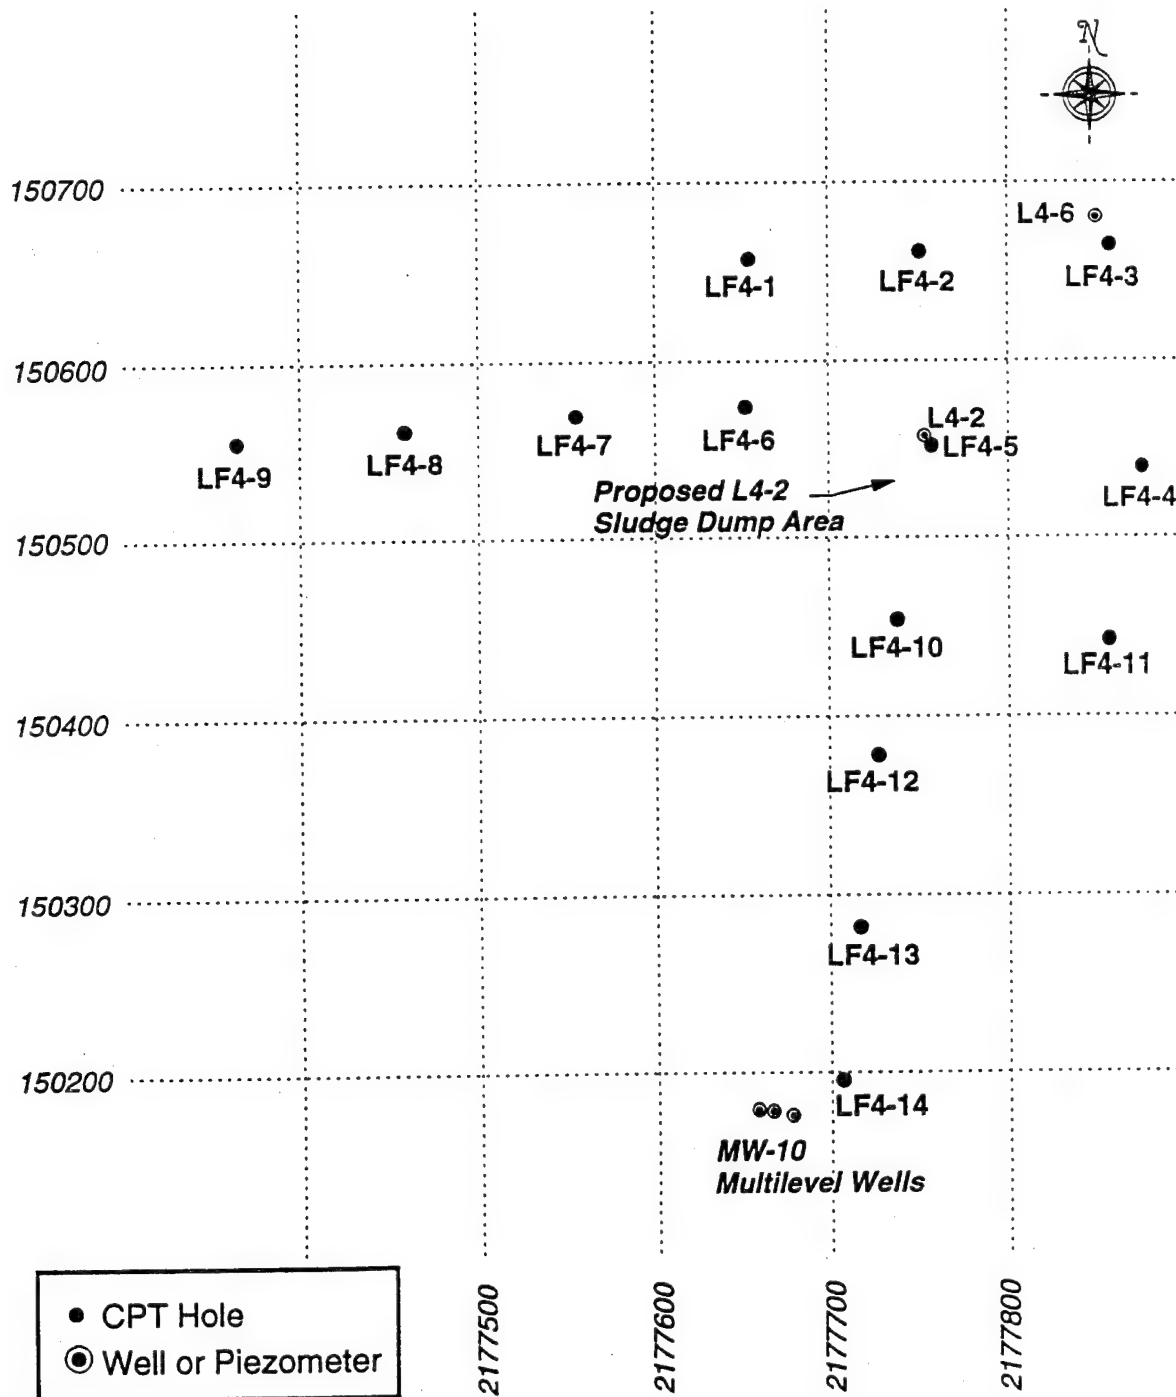 N
150700
L4-6
LF4-1
LF4-2
LF4-3
150600
L4-2
LF4-9
LF4-8
LF4-7
LF4-6
LF4-5
LF4-4
Proposed L4-2
Sludge Dump Area
150500
LF4-10
LF4-11
150400
LF4-12
150300
LF4-13
150200
LF4-14
MW-10
Multilevel Wells
CPT Hole
Well or Piezometer
2177500
2177600
2177700
2177800